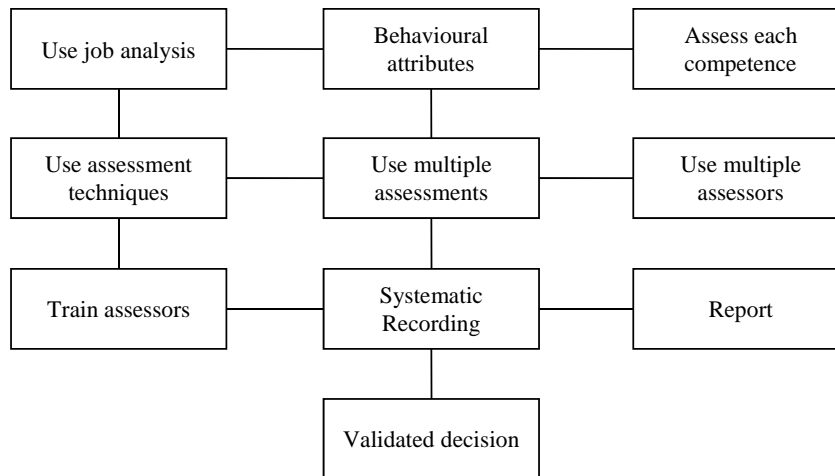 Use job analysis
Behavioural
attributes
Assess each
competence
Use assessment
techniques
Use multiple
assessments
Use multiple
assessors
Train assessors
Systematic
Recording
Report
Validated decision